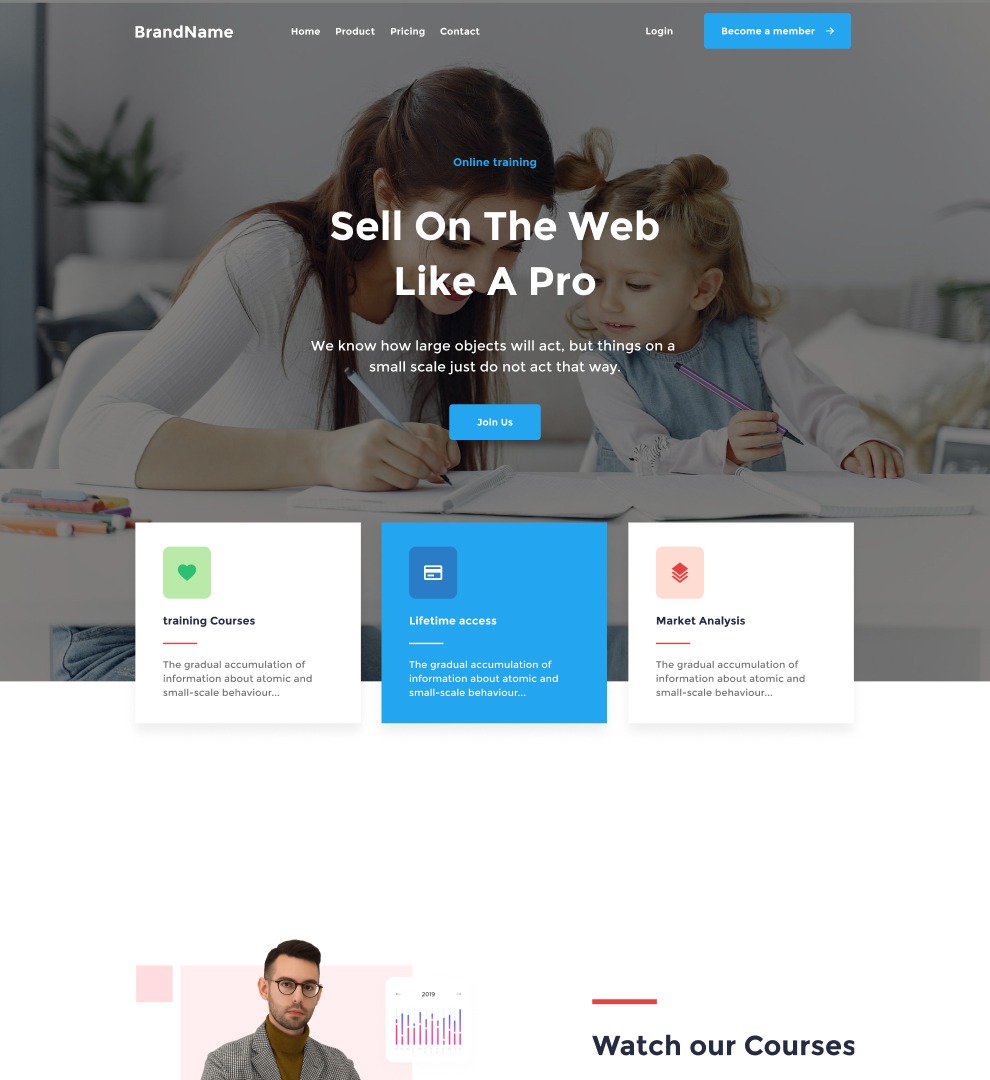 BrandName
Home Product Pricing Contact
Login
Become a member
Online training
Sell On The Web
Like A Pro
We know how large objects will act, but things on a
small scale just do not act that way.
Join Us
training Courses
The gradual accumulation of
information about atomic and
small-scale behaviour...
Lifetime access
The gradual accumulation of
information about atomic and
small-scale behaviour...
Market Analysis
The gradual accumulation of
information about atomic and
small-scale behaviour...
2019
Watch our Courses